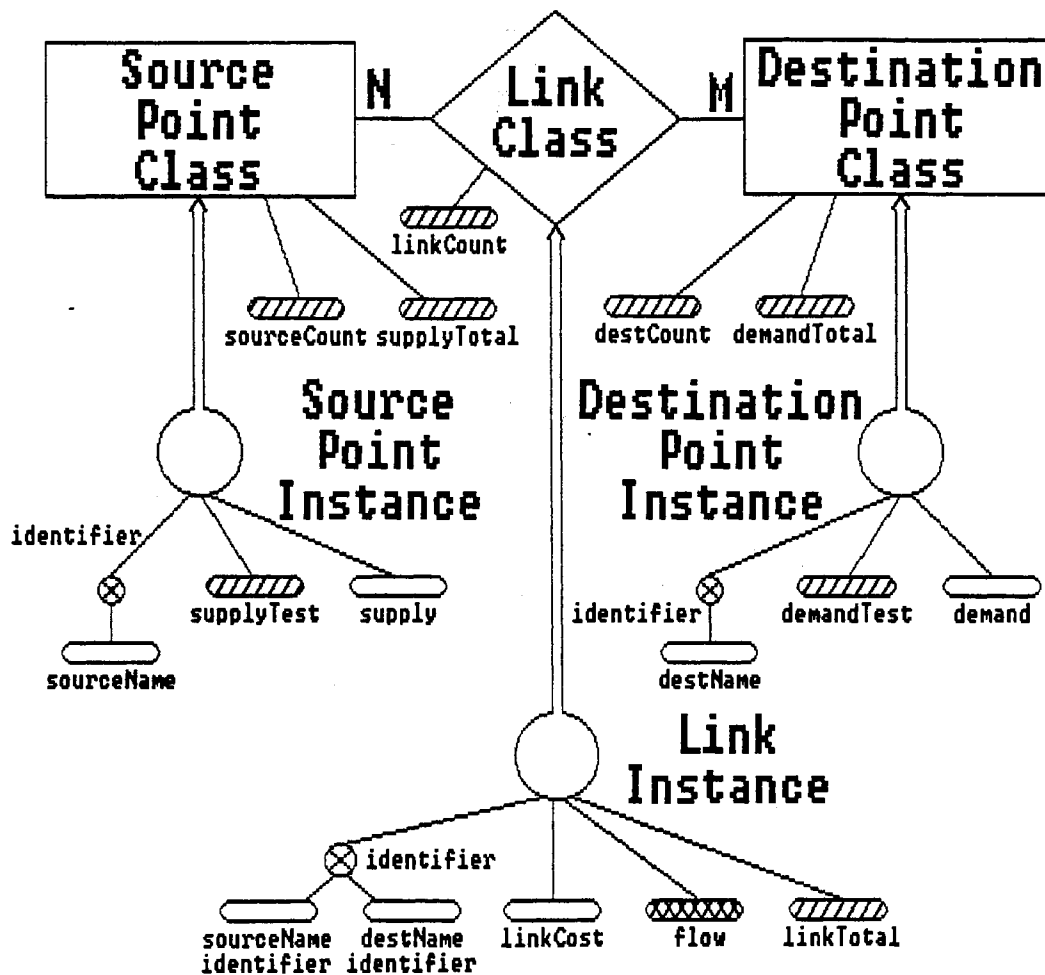 Source
Point
Class
N
Link
Class
M
Destination
Point
Class
linkCount
sourceCount
supplyTotal
destCount
demandTotal
Source
Point
Instance
Destination
Point
Instance
identifier
supplyTest
supply
sourceName
identifier
demandTest
demand
destName
Link
Instance
identifier
sourceName
identifier
destName
identifier
linkCost
flow
linkTotal